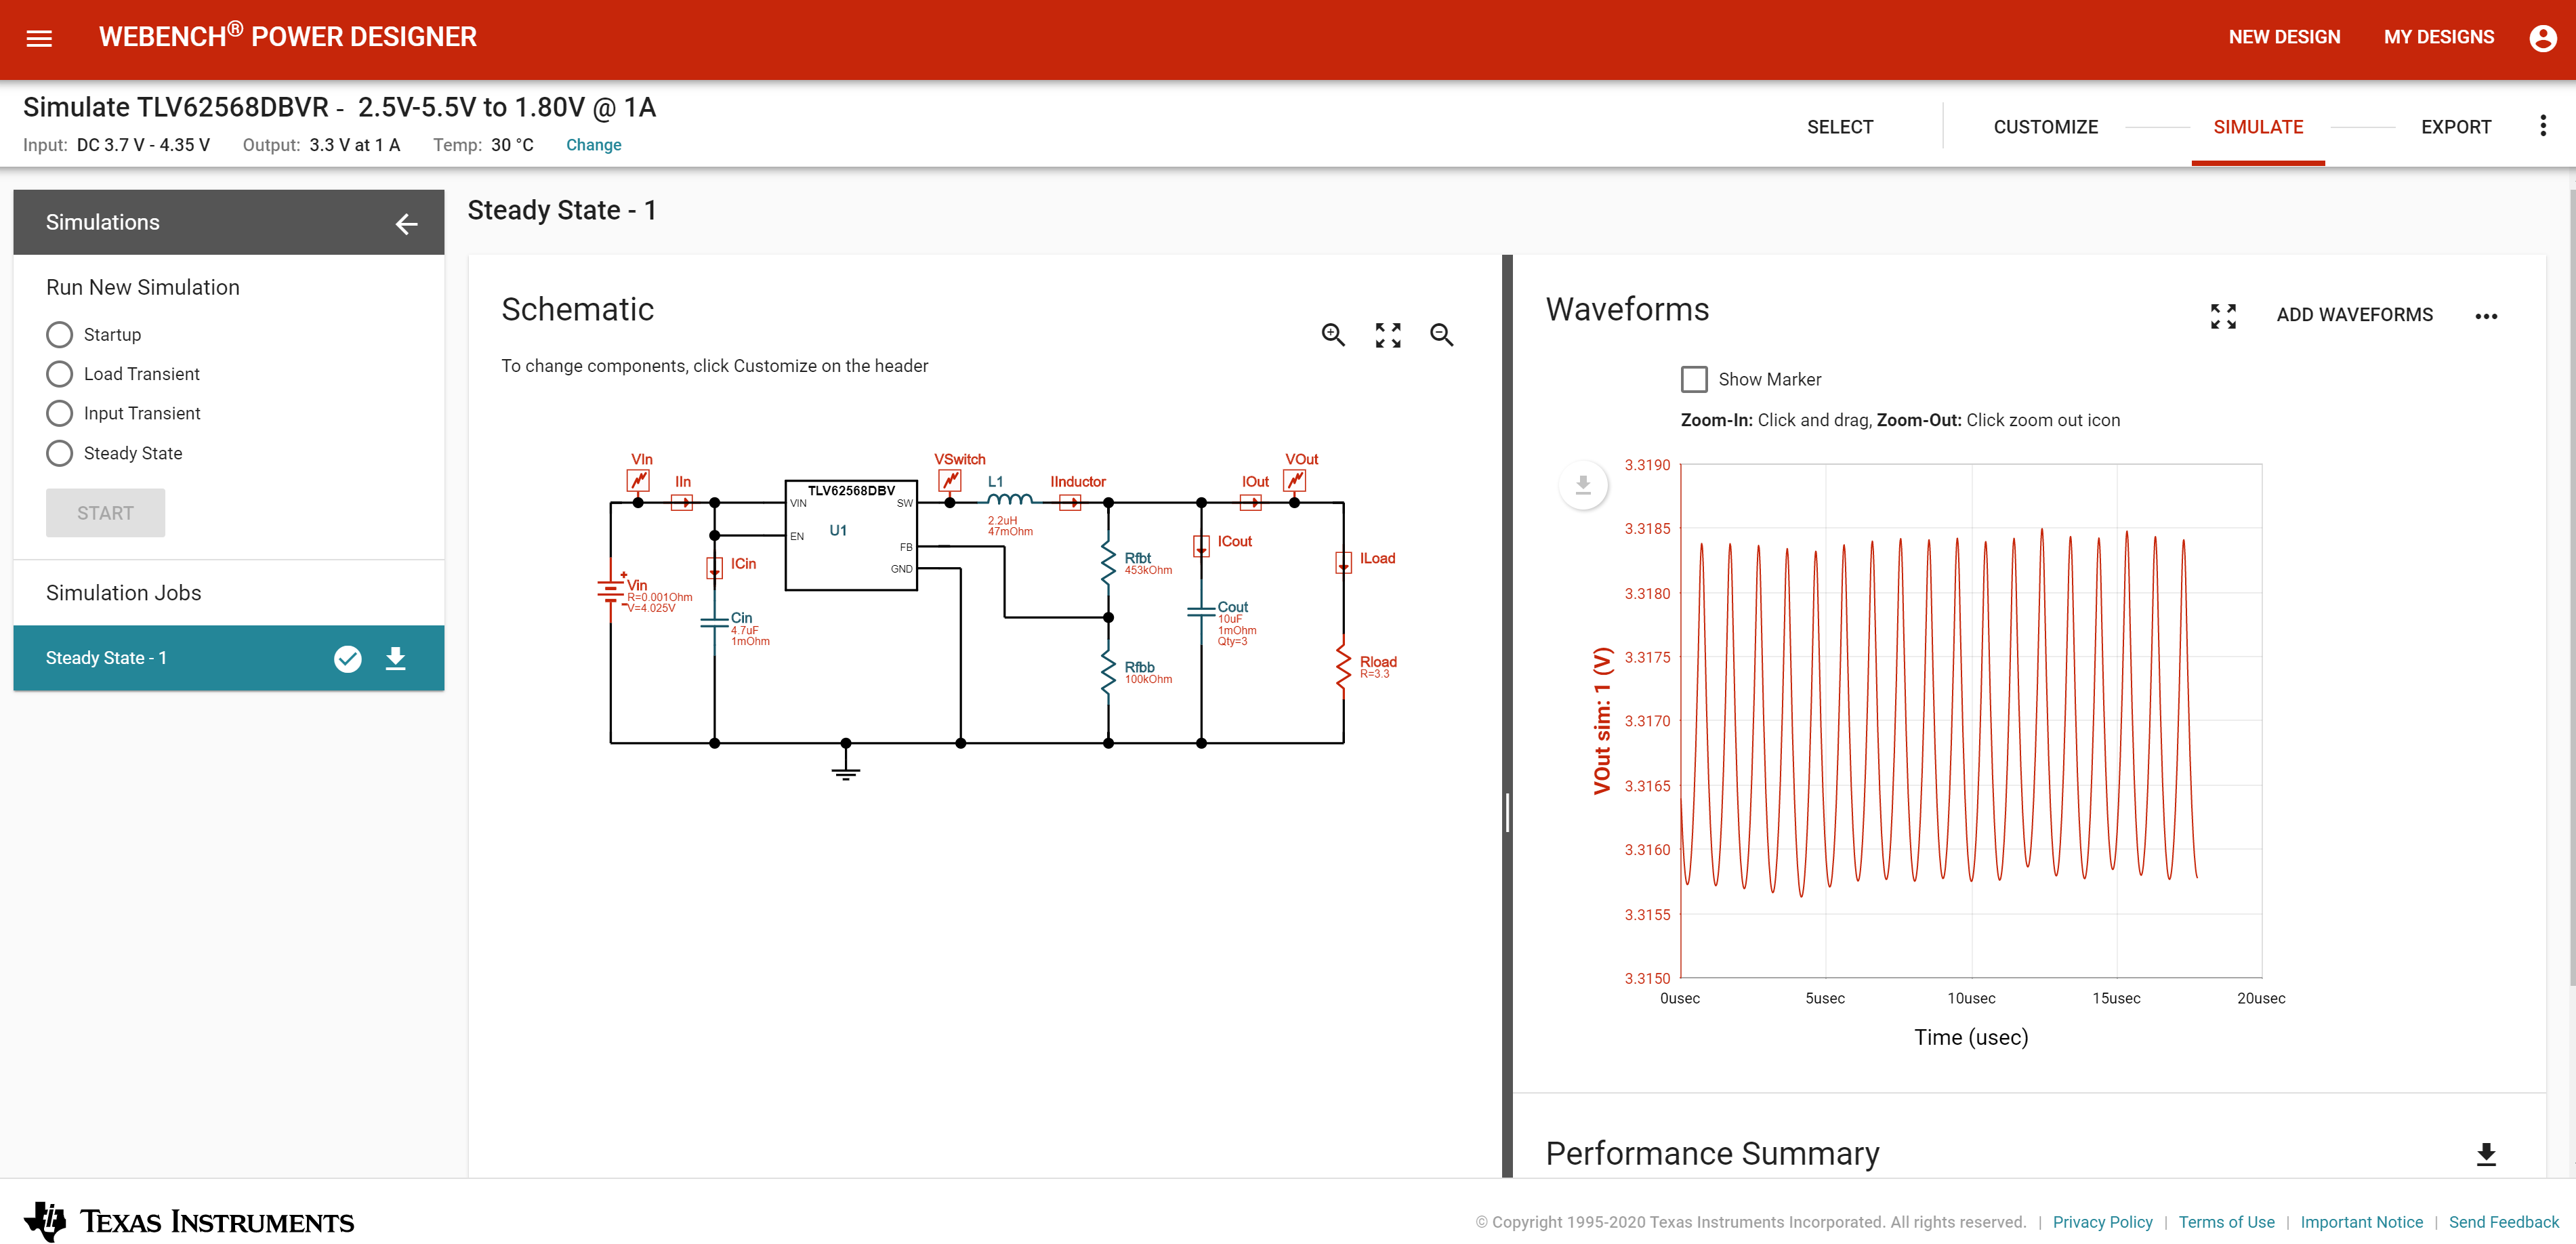 WEBENCH® POWER DESIGNER
NEW DESIGN
MY DESIGNS
Simulate TLV62568DBVR - 2.5V-5.5V to 1.80V @ 1A
Input: DC 3.7 V - 4.35 V Output: 3.3 V at 1 A Temp: 30 °C Change
SELECT
CUSTOMIZE
SIMULATE
EXPORT
Simulations
Run New Simulation
Startup
Load Transient
Input Transient
Steady State
START
Simulation Jobs
Steady State - 1
Steady State - 1
Schematic
To change components, click Customize on the header
VIn
IIn
VSwitch
L1
IInductor
IOut
VOut
TLV62568DBV
VIN
SW
2.2uH
47mOhm
EN
U1
FB
GND
ICin
ICout
ILoad
Rfbt
453kOhm
+
Vin
R=0.001Ohm
V=4.025V
Cin
4.7uF
1mOhm
Cout
10uF
1mOhm
Qty=3
Rfbb
100kOhm
Rload
R=3.3
Waveforms
ADD WAVEFORMS
Show Marker
Zoom-In: Click and drag, Zoom-Out: Click zoom out icon
3.3190
3.3185
3.3180
3.3175
3.3170
3.3165
3.3160
3.3155
3.3150
VOut sim: 1 (V)
0usec
5usec
10usec
15usec
20usec
Time (usec)
Performance Summary
TEXAS INSTRUMENTS
© Copyright 1995-2020 Texas Instruments Incorporated. All rights reserved. | Privacy Policy | Terms of Use | Important Notice | Send Feedback